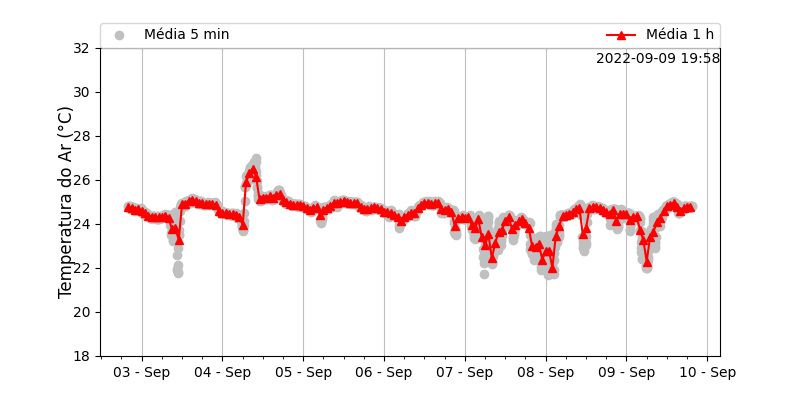 Média 5 min
Média 1 h
2022-09-09 19:58
Temperatura do Ar (°C)
32
30
28
26
24
22
20
18
03 - Sep
04 - Sep
05 - Sep
06 - Sep
07 - Sep
08 - Sep
09 - Sep
10 - Sep